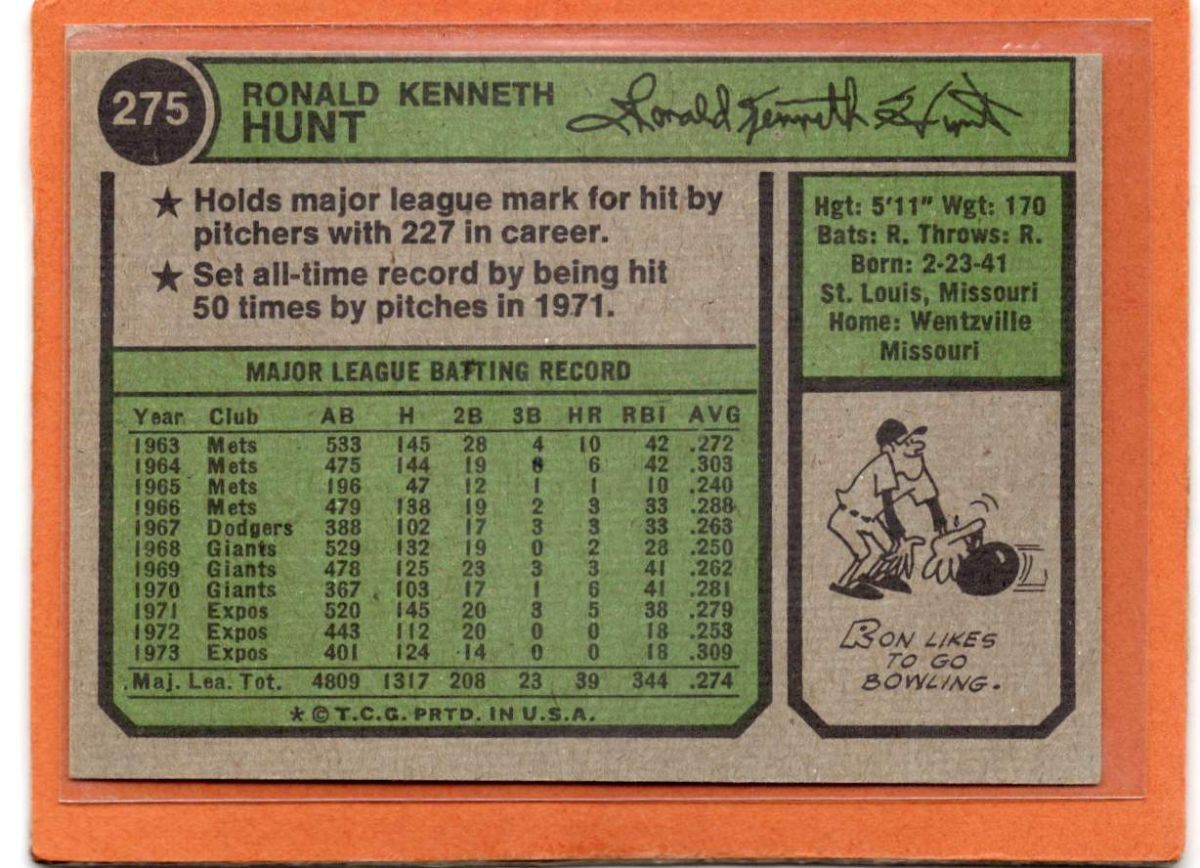 275
RONALD KENNETH
HUNT
Ronald Kenneth Hunt
★ Holds major league mark for hit by
pitchers with 227 in career.
★ Set all-time record by being hit
50 times by pitches in 1971.
MAJOR LEAGUE BATTING RECORD
Year Club AB H 2B 3B HR RBI AVG
1963 Mets 533 145 28 4 10 42 .272
1964 Mets 475 144 19 6 42 .303
1965 Mets 196 47 12 1 1 10 .240
1966 Mets 479 138 19 2 3 33 .288
1967 Dodgers 388 102 17 3 3 33 .263
1968 Giants 529 132 19 0 2 28 .250
1969 Giants 478 125 23 3 3 41 .262
1970 Giants 367 103 17 1 6 41 .281
1971 Expos 520 145 20 3 5 38 .279
1972 Expos 443 112 20 0 0 18 .253
1973 Expos 401 124 14 0 0 18 .309
Maj. Lea. Tot. 4809 1317 208 23 39 344 .274
* © T.C.G. PRTD. IN U.S.A.
Hgt: 5'11" Wgt: 170
Bats: R. Throws: R.
Born: 2-23-41
St. Louis, Missouri
Home: Wentzville
Missouri
RON LIKES
TO GO
BOWLING.